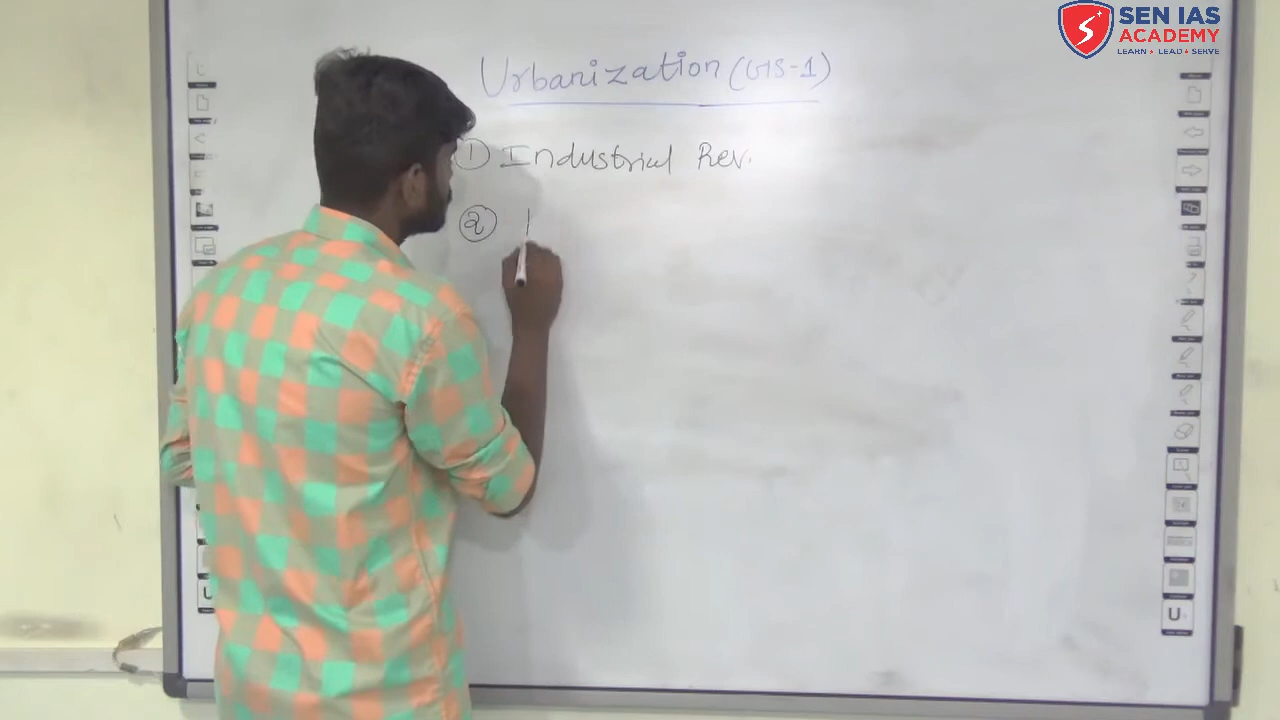 SEN IAS
ACADEMY
LEARN ★ LEAD ★ SERVE
Urbanization (GS-1)
① Industrial Rev.
②
U
U